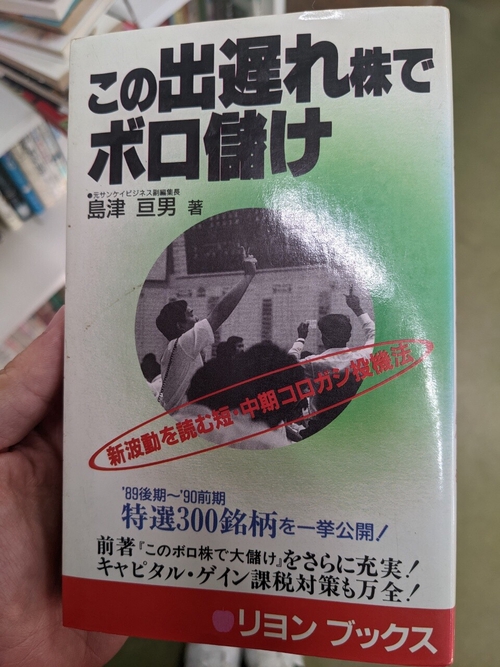 この出遅れ株で
ボロ儲け
●元サンケイビジネス副編集長
島津 亘男 著
新波動を読む短・中期コロガシ投機法
'89後期～'90前期
特選300銘柄を一挙公開!
前著『このボロ株で大儲け』をさらに充実!
キャピタル・ゲイン課税対策も万全!
リヨン ブックス